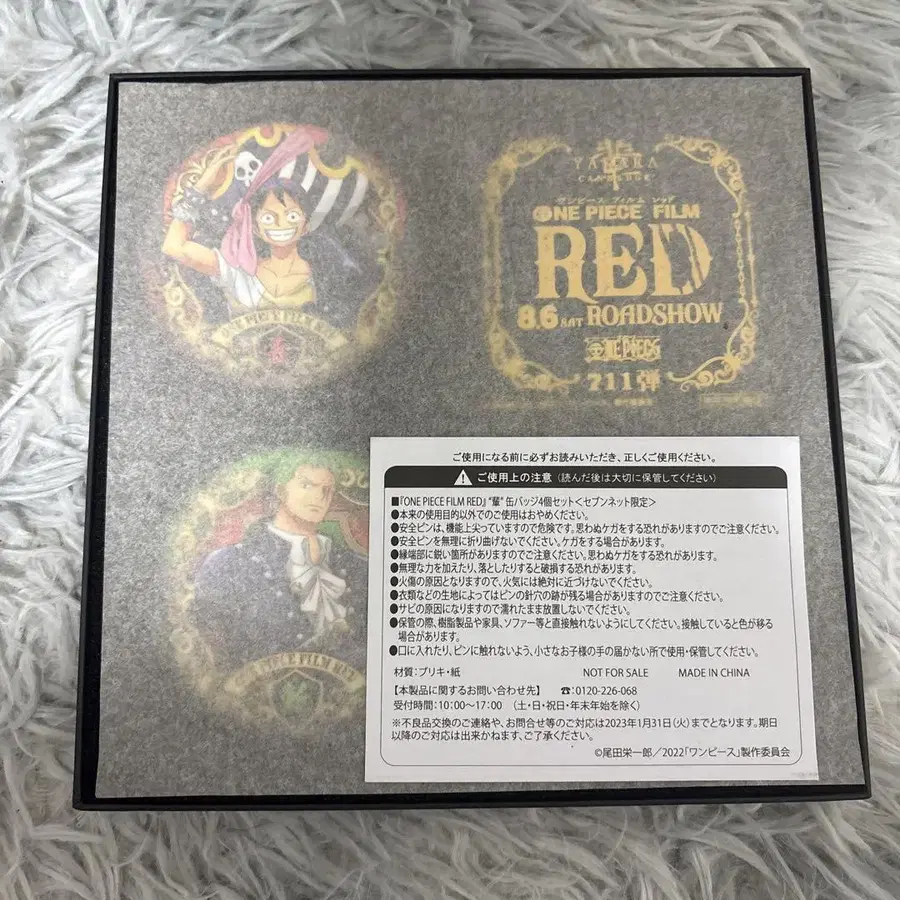 ワンピース フィルム レッド
ONE PIECE FILM
RED
8.6 SAT ROADSHOW
ONE PIECE
711弾
ONE PIECE FILM RED
ONE PIECE FILM RED
ご使用になる前に必ずお読みいただき、正しくご使用ください。
ご使用上の注意（読んだ後は大切に保管してください）
■『ONE PIECE FILM RED』“輩”缶バッジ4個セット＜セブンネット限定＞
●本来の使用目的以外でのご使用はおやめください。
●安全ピンは、機能上尖っていますので危険です。思わぬケガをする恐れがありますのでご注意ください。
●安全ピンを無理に折り曲げないでください。ケガをする場合があります。
●縁端部に鋭い箇所がありますのでご注意ください。思わぬケガをする恐れがあります。
●無理な力を加えたり、落としたりすると破損する恐れがあります。
●火傷の原因となりますので、火気には絶対に近づけないでください。
●衣類などの生地によってはピンの針穴の跡が残る場合がありますのでご注意ください。
●サビの原因になりますので濡れたまま放置しないでください。
●保管の際、樹脂製品や家具、ソファー等と直接触れないようにしてください。接触していると色が移る
場合があります。
●口に入れたり、ピンに触れないよう、小さなお子様の手の届かない所で使用・保管してください。
材質：ブリキ・紙 NOT FOR SALE MADE IN CHINA
【本製品に関するお問い合わせ先】 ☎:0120-226-068
受付時間：10:00～17:00 （土・日・祝日・年末年始を除く）
※不良品交換のご連絡や、お問合せ等のご対応は2023年1月31日（火）までとなります。期日
以降のご対応は出来かねます、ご了承ください。
©尾田栄一郎／2022「ワンピース」製作委員会